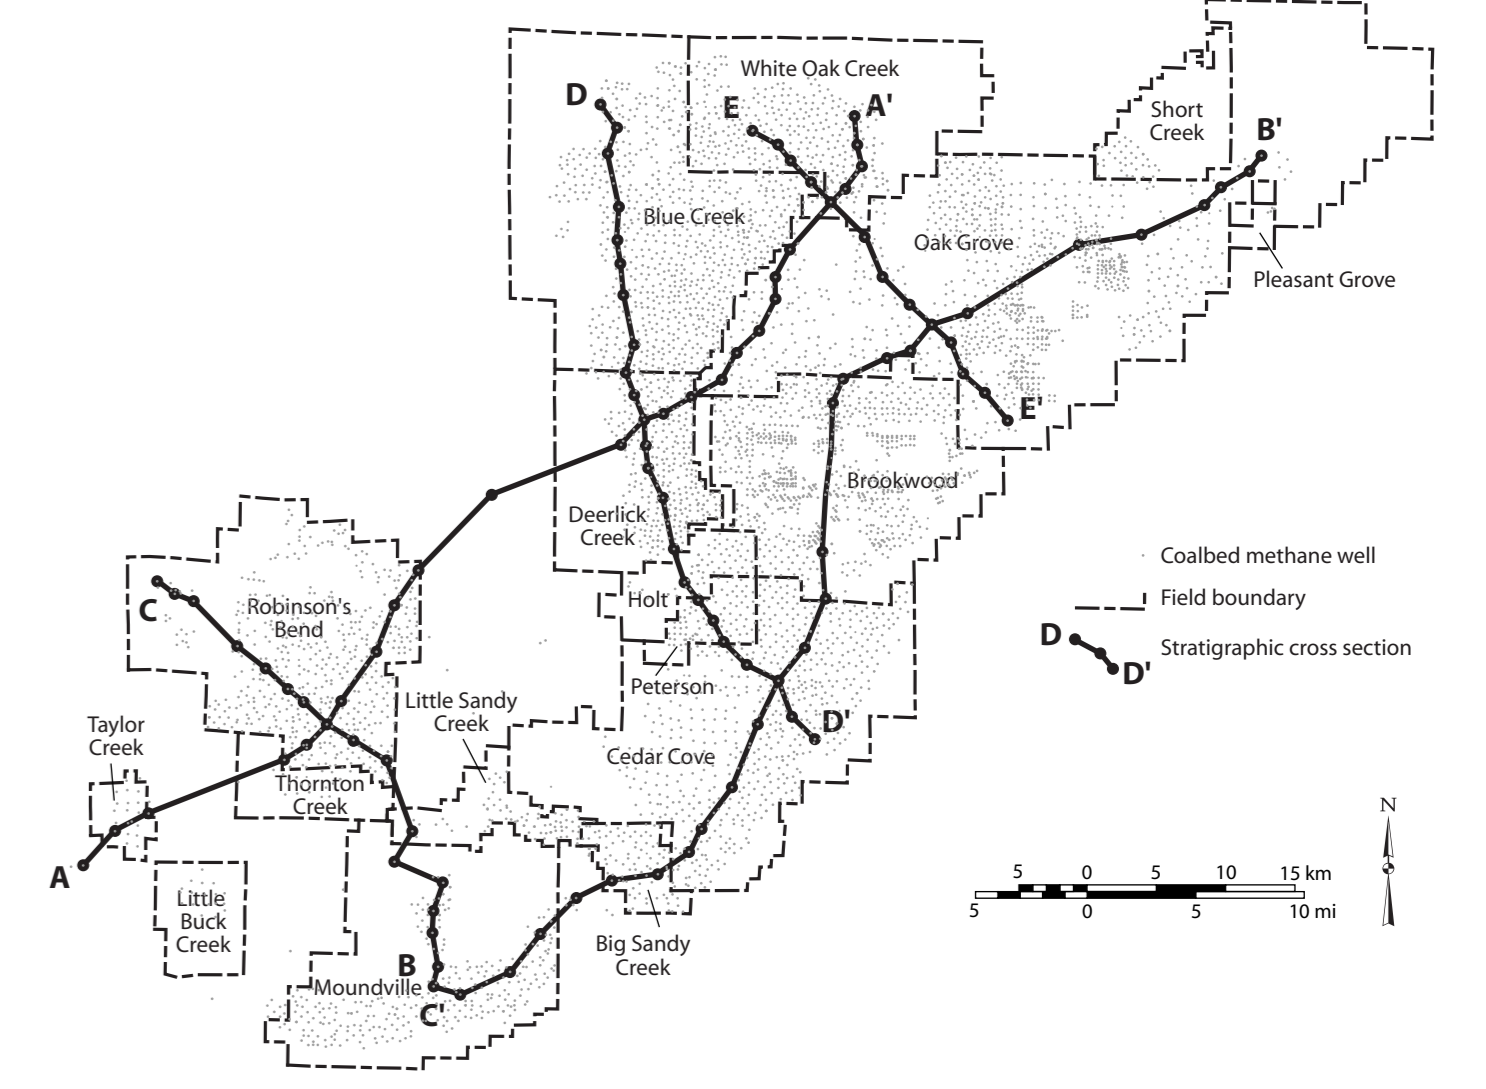 White Oak Creek
D
E
A'
Short
Creek
B'
Blue Creek
Oak Grove
Pleasant Grove
E'
Brookwood
Deerlick
Creek
Coalbed methane well
Holt
Field boundary
C
Robinson's
Bend
D
Stratigraphic cross section
D'
Peterson
Little Sandy
Creek
Taylor
Creek
D'
Cedar Cove
Thornton
Creek
N
A
5 0 5 10 15 km
5 0 5 10 mi
Little
Buck
Creek
Big Sandy
Creek
B
Moundville
C'